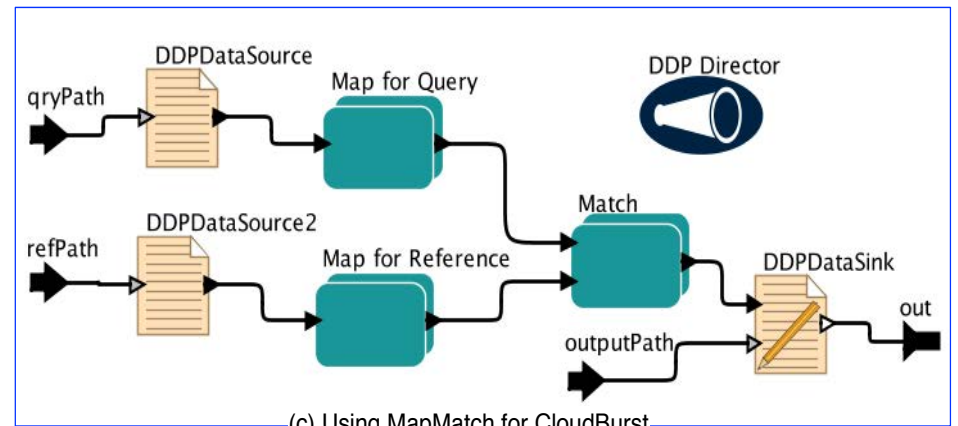 DDPDataSource
Map for Query
DDP Director
qryPath
DDPDataSource2
Match
refPath
Map for Reference
DDPDataSink
out
outputPath
(c) Using MapMatch for CloudBurst